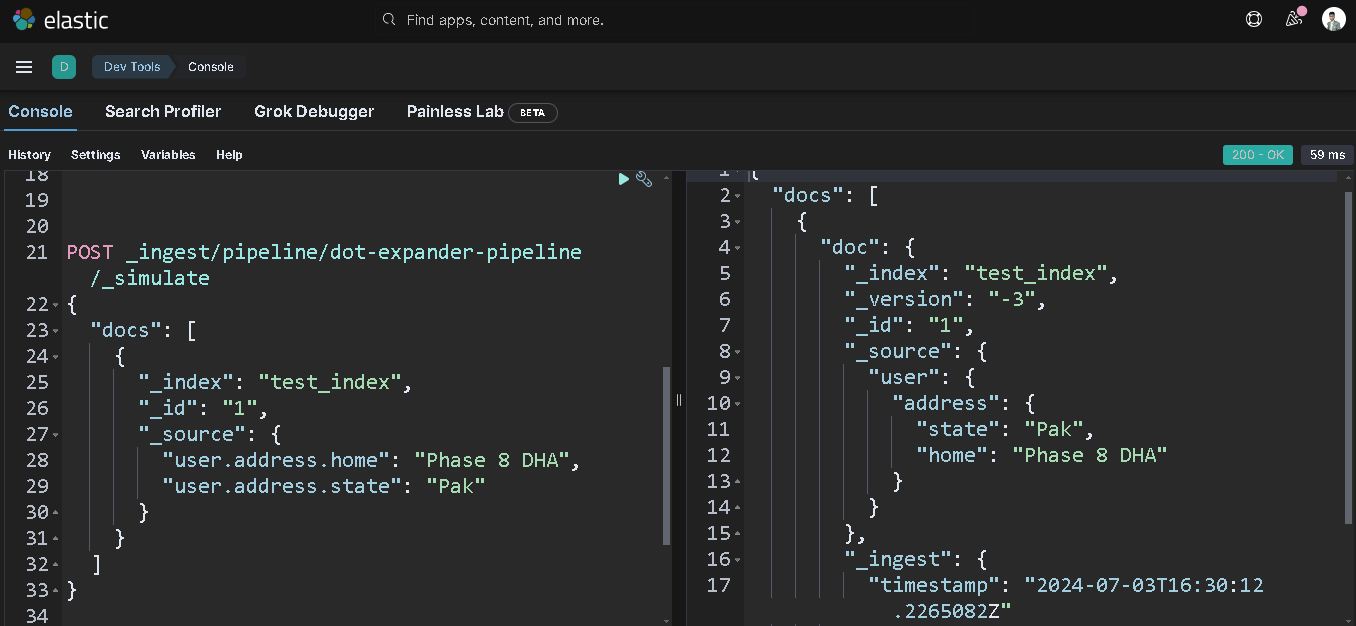 elastic
Find apps, content, and more.
D
Dev Tools
Console
Console
Search Profiler
Grok Debugger
Painless Lab
BETA
History
Settings
Variables
Help
200 - OK
59 ms
18
19
20
21 POST _ingest/pipeline/dot-expander-pipeline
/_simulate
22 {
23 "docs": [
24 {
25 "_index": "test_index",
26 "_id": "1",
27 "_source": {
28 "user.address.home": "Phase 8 DHA",
29 "user.address.state": "Pak"
30 }
31 }
32 ]
33 }
34
1 {
2 "docs": [
3 {
4 "doc": {
5 "_index": "test_index",
6 "_version": "-3",
7 "_id": "1",
8 "_source": {
9 "user": {
10 "address": {
11 "state": "Pak",
12 "home": "Phase 8 DHA"
13 }
14 }
15 },
16 "_ingest": {
17 "timestamp": "2024-07-03T16:30:12
.2265082Z"